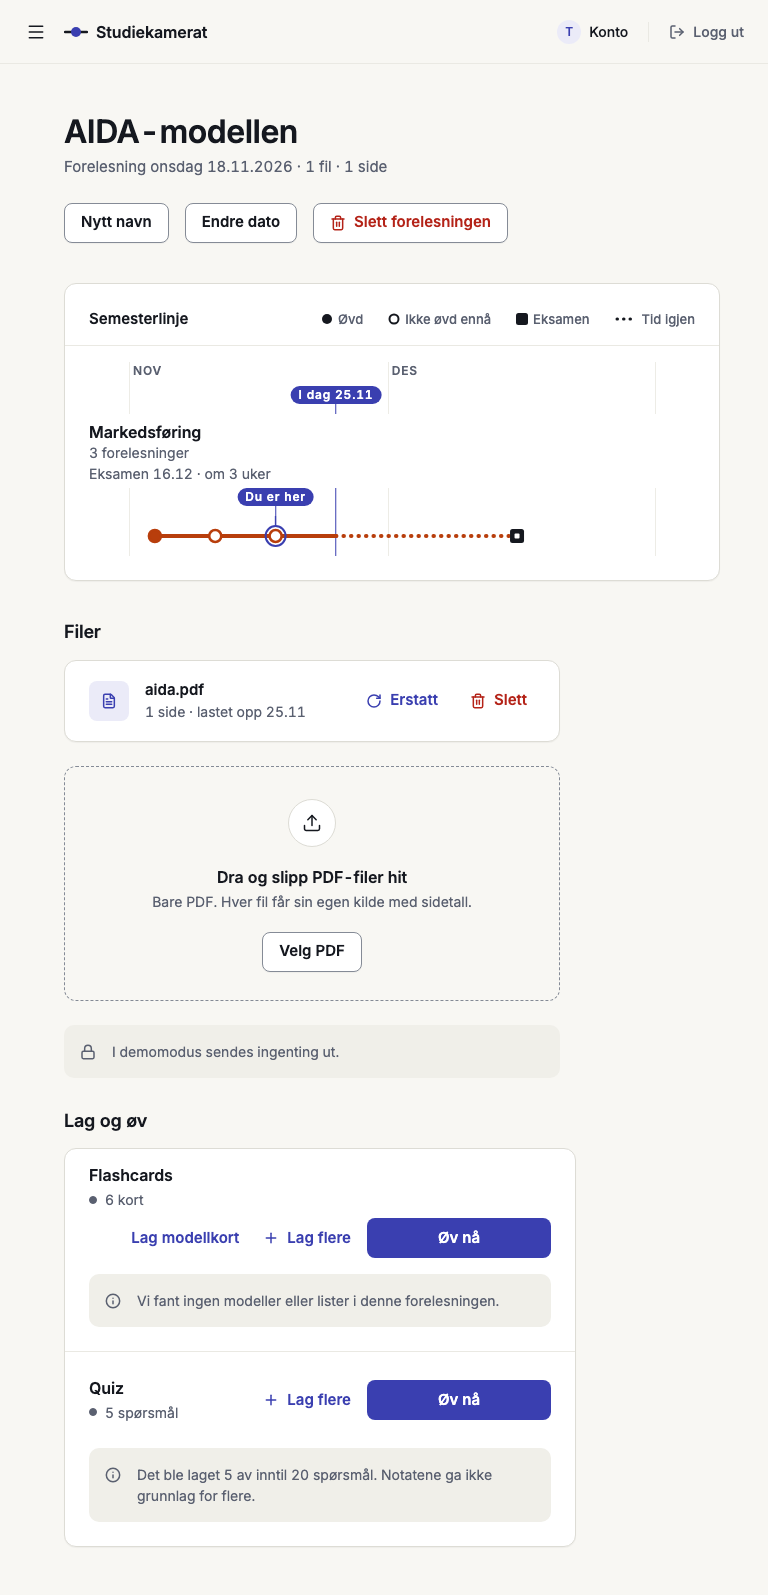 Studiekamerat
T Konto
Logg ut
AIDA-modellen
Forelesning onsdag 18.11.2026 · 1 fil · 1 side
Nytt navn
Endre dato
Slett forelesningen
Semesterlinje
Øvd
Ikke øvd ennå
Eksamen
Tid igjen
NOV
DES
I dag 25.11
Markedsføring
3 forelesninger
Eksamen 16.12 · om 3 uker
Du er her
Filer
aida.pdf
1 side · lastet opp 25.11
Erstatt
Slett
Dra og slipp PDF-filer hit
Bare PDF. Hver fil får sin egen kilde med sidetall.
Velg PDF
I demomodus sendes ingenting ut.
Lag og øv
Flashcards
6 kort
Lag modellkort
Lag flere
Øv nå
Vi fant ingen modeller eller lister i denne forelesningen.
Quiz
5 spørsmål
Lag flere
Øv nå
Det ble laget 5 av inntil 20 spørsmål. Notatene ga ikke
grunnlag for flere.